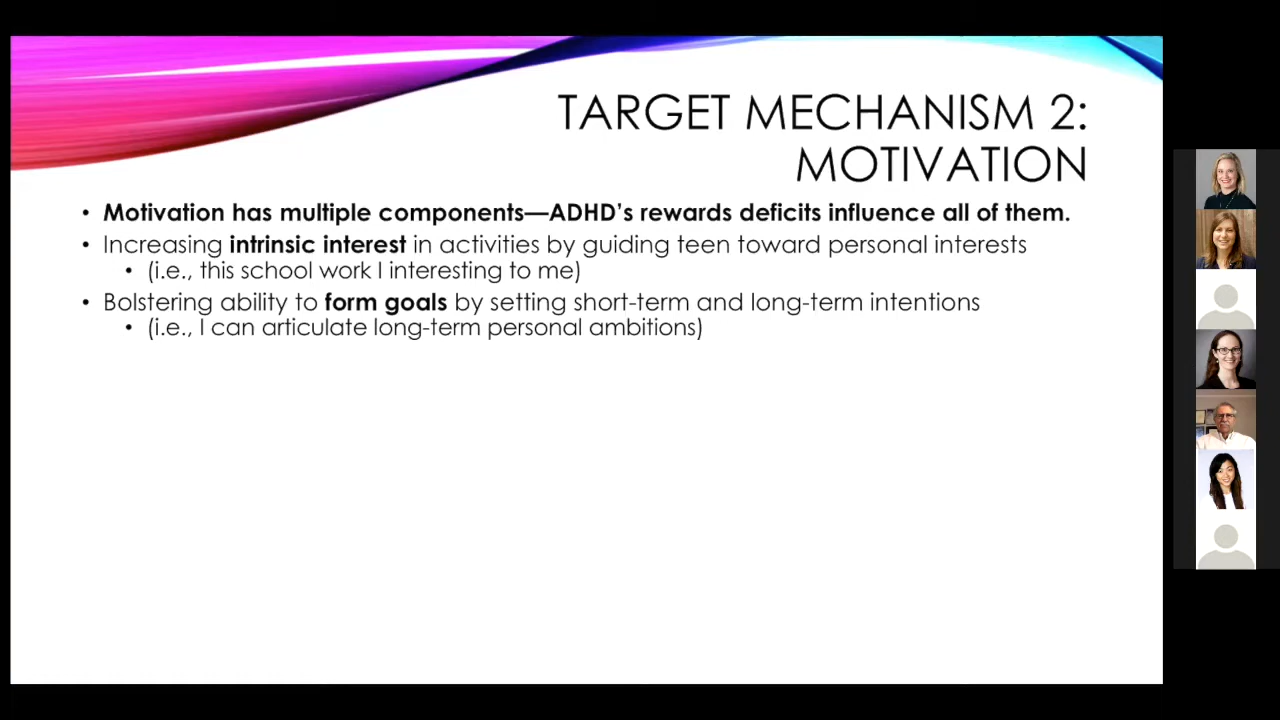 TARGET MECHANISM 2:
MOTIVATION
• Motivation has multiple components—ADHD's rewards deficits influence all of them.
• Increasing intrinsic interest in activities by guiding teen toward personal interests
• (i.e., this school work I interesting to me)
• Bolstering ability to form goals by setting short-term and long-term intentions
• (i.e., I can articulate long-term personal ambitions)